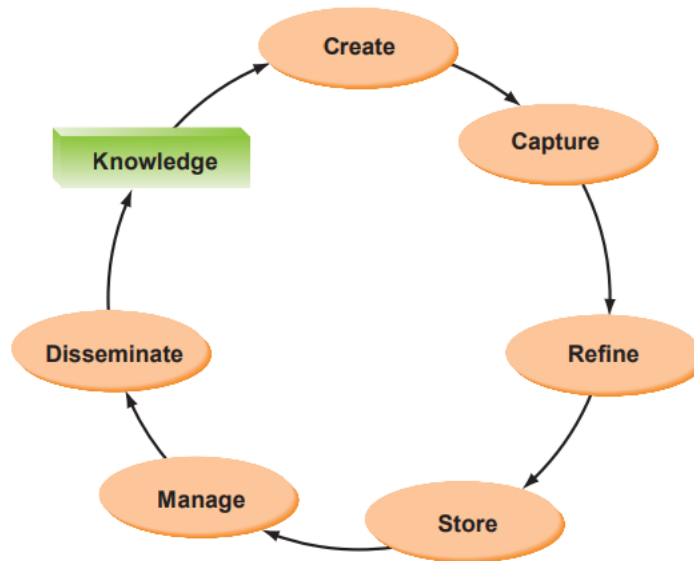 Create
Capture
Knowledge
Disseminate
Refine
Manage
Store